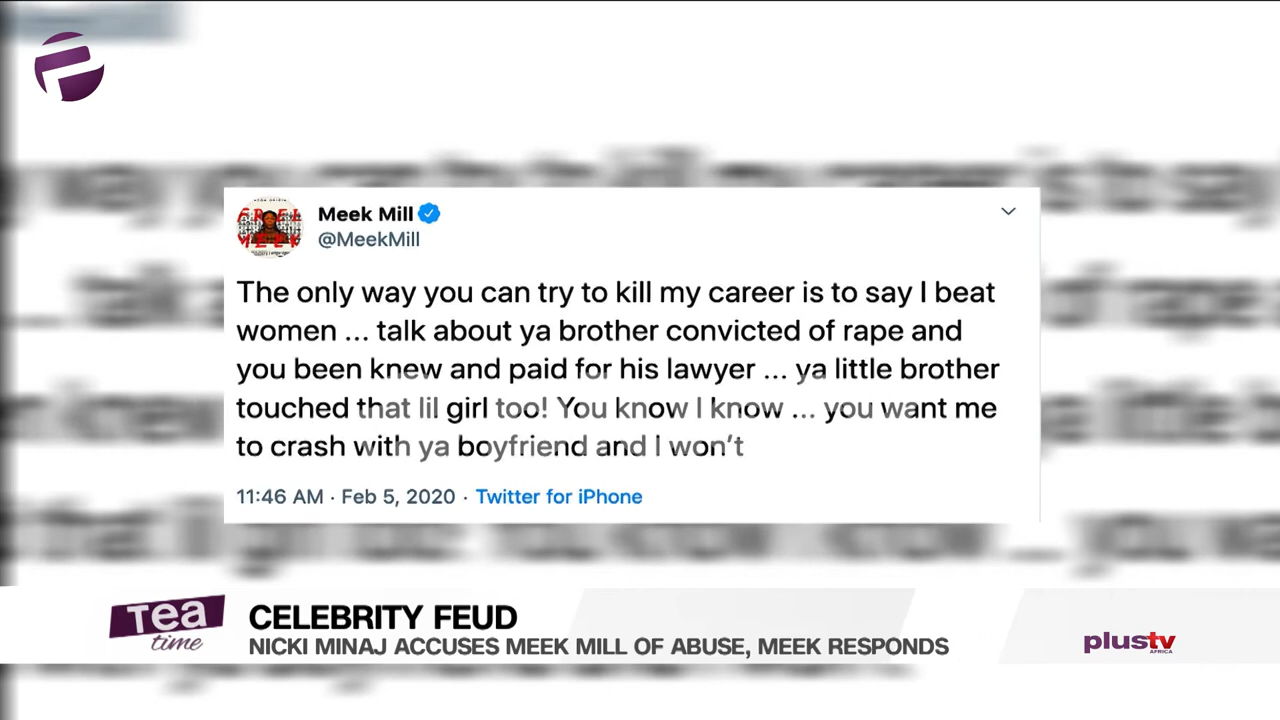 Meek Mill
@MeekMill
The only way you can try to kill my career is to say I beat
women ... talk about ya brother convicted of rape and
you been knew and paid for his lawyer ... ya little brother
touched that lil girl too! You know I know ... you want me
to crash with ya boyfriend and I won't
11:46 AM · Feb 5, 2020 · Twitter for iPhone
Tea
time
CELEBRITY FEUD
NICKI MINAJ ACCUSES MEEK MILL OF ABUSE, MEEK RESPONDS
plustv
AFRICA